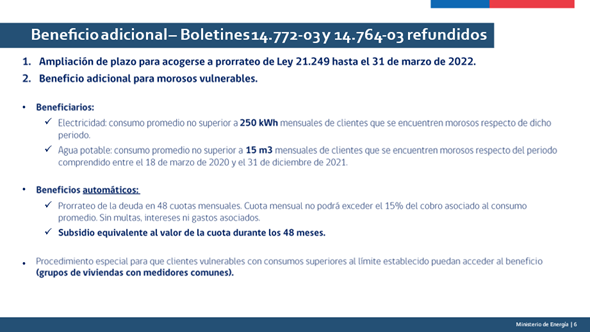 Beneficio adicional – Boletines 14.772-03 y 14.764-03 refundidos
1. Ampliación de plazo para acogerse a prorrateo de Ley 21.249 hasta el 31 de marzo de 2022.
2. Beneficio adicional para morosos vulnerables.
• Beneficiarios:
✓ Electricidad: consumo promedio no superior a 250 kWh mensuales de clientes que se encuentren morosos respecto de dicho
periodo.
✓ Agua potable: consumo promedio no superior a 15 m3 mensuales de clientes que se encuentren morosos respecto del periodo
comprendido entre el 18 de marzo de 2020 y el 31 de diciembre de 2021.
• Beneficios automáticos:
✓ Prorrateo de la deuda en 48 cuotas mensuales. Cuota mensual no podrá exceder el 15% del cobro asociado al consumo
promedio. Sin multas, intereses ni gastos asociados.
✓ Subsidio equivalente al valor de la cuota durante los 48 meses.
• Procedimiento especial para que clientes vulnerables con consumos superiores al límite establecido puedan acceder al beneficio
(grupos de viviendas con medidores comunes).
Ministerio de Energía | 6